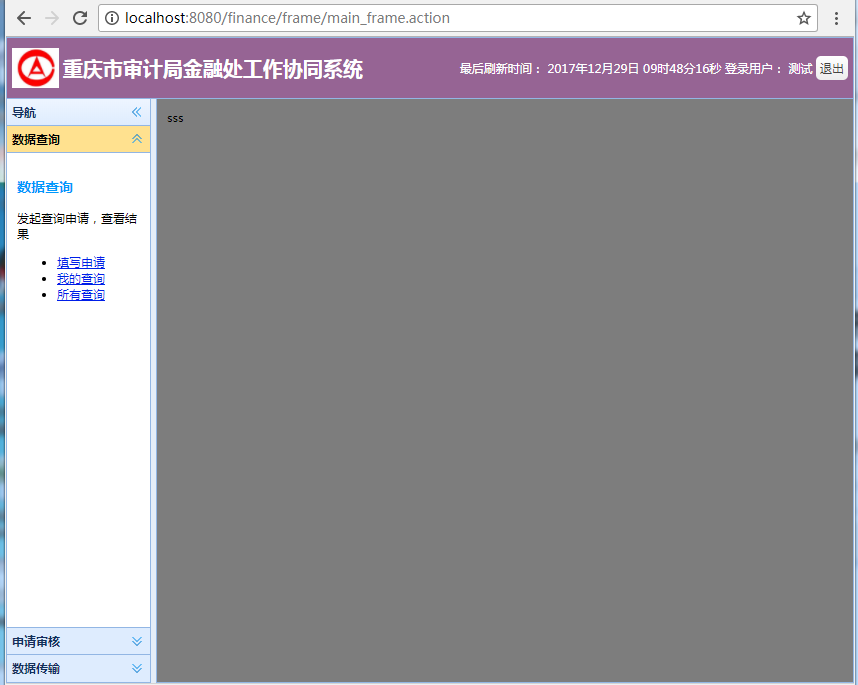 localhost:8080/finance/frame/main_frame.action
重庆市审计局金融处工作协同系统
最后刷新时间： 2017年12月29日 09时48分16秒 登录用户： 测试 退出
导航
数据查询
sss
数据查询
发起查询申请，查看结
果
填写申请
我的查询
所有查询
申请审核
数据传输